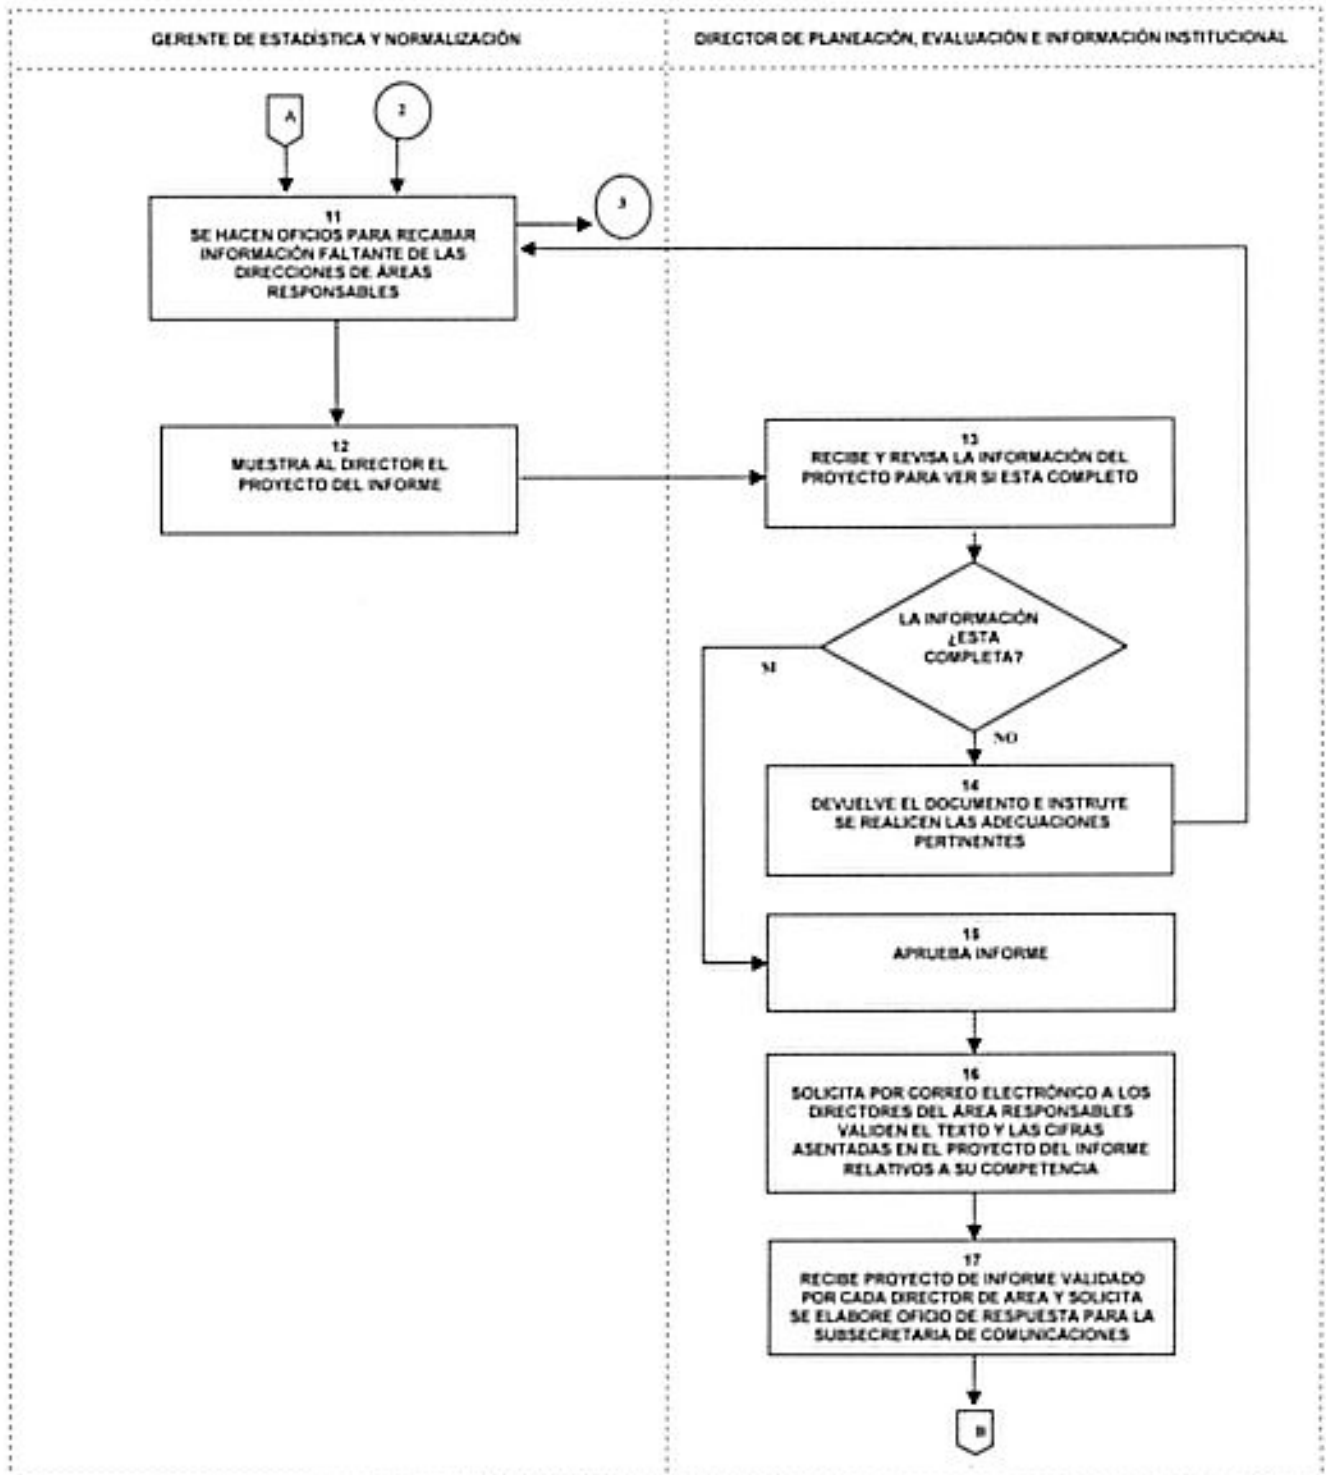 GERENTE DE ESTADÍSTICA Y NORMALIZACIÓN
DIRECTOR DE PLANEACIÓN, EVALUACIÓN E INFORMACIÓN INSTITUCIONAL
A
2
3
11
SE HACEN OFICIOS PARA RECABAR
INFORMACIÓN FALTANTE DE LAS
DIRECCIONES DE ÁREAS
RESPONSABLES
12
MUESTRA AL DIRECTOR EL
PROYECTO DEL INFORME
13
RECIBE Y REVISA LA INFORMACIÓN DEL
PROYECTO PARA VER SI ESTA COMPLETO
LA INFORMACIÓN
¿ESTA
COMPLETA?
SI
NO
14
DEVUELVE EL DOCUMENTO E INSTRUYE
SE REALICEN LAS ADECUACIONES
PERTINENTES
15
APRUEBA INFORME
16
SOLICITA POR CORREO ELECTRÓNICO A LOS
DIRECTORES DEL ÁREA RESPONSABLES
VALIDEN EL TEXTO Y LAS CIFRAS
ASENTADAS EN EL PROYECTO DEL INFORME
RELATIVOS A SU COMPETENCIA
17
RECIBE PROYECTO DE INFORME VALIDADO
POR CADA DIRECTOR DE AREA Y SOLICITA
SE ELABORE OFICIO DE RESPUESTA PARA LA
SUBSECRETARIA DE COMUNICACIONES
B